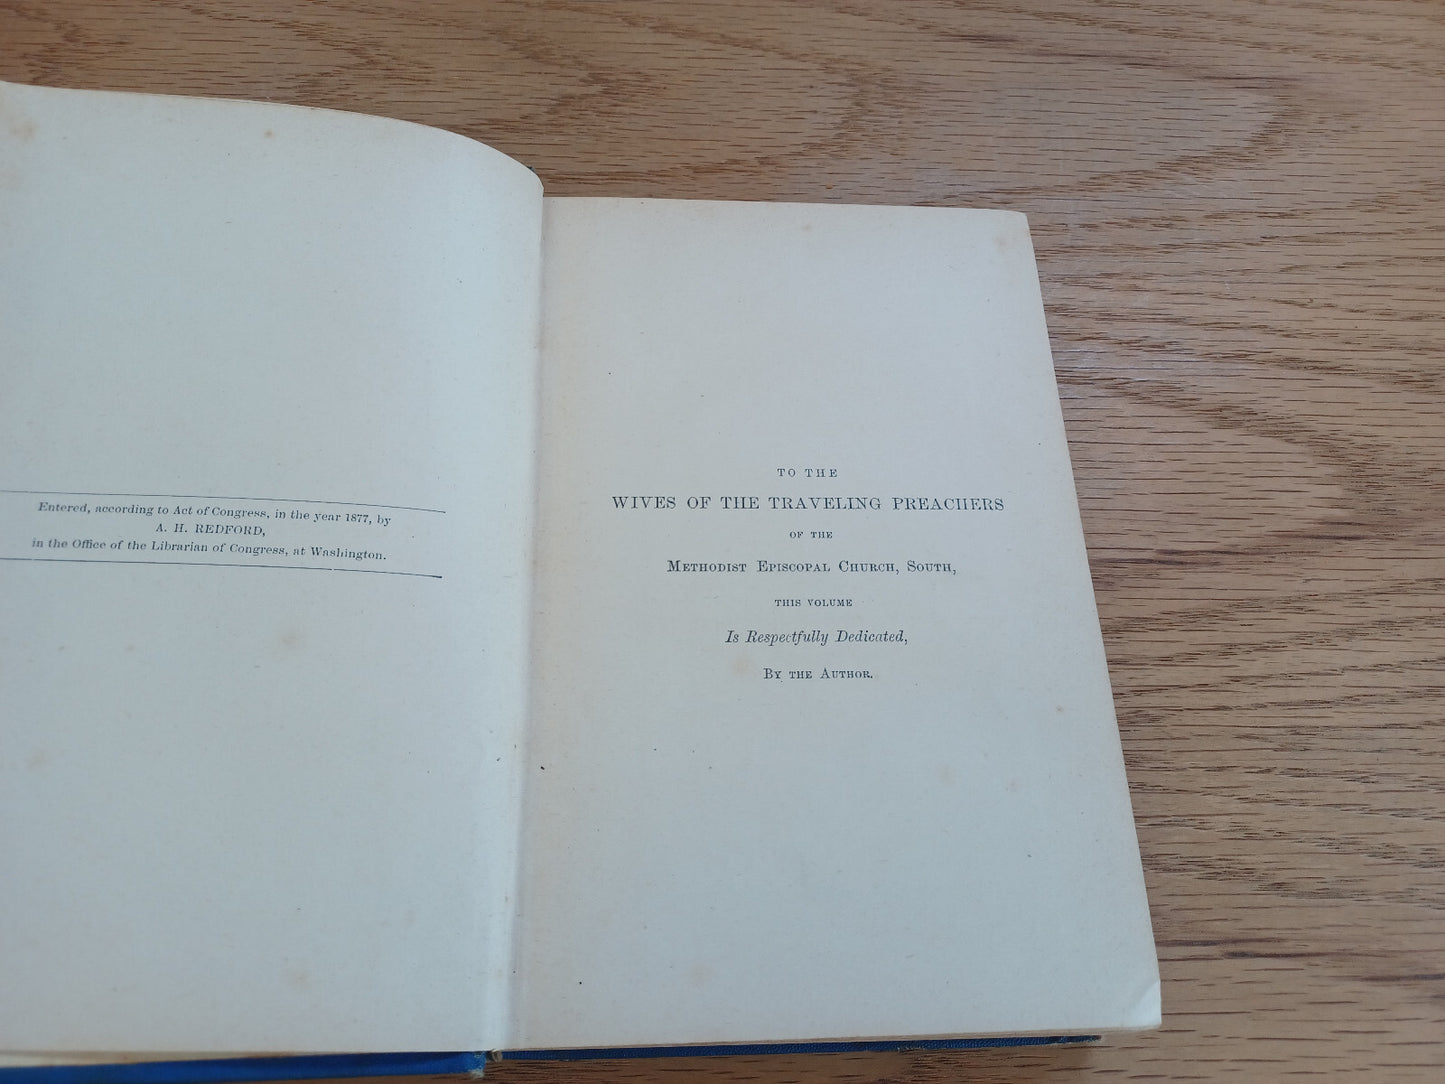 Entered, according to Act of Congress, in the year 1877, by
A. H. REDFORD,
in the Office of the Librarian of Congress, at Washington.
TO THE
WIVES OF THE TRAVELING PREACHERS
OF THE
METHODIST EPISCOPAL CHURCH, SOUTH,
THIS VOLUME
Is Respectfully Dedicated,
BY THE AUTHOR.